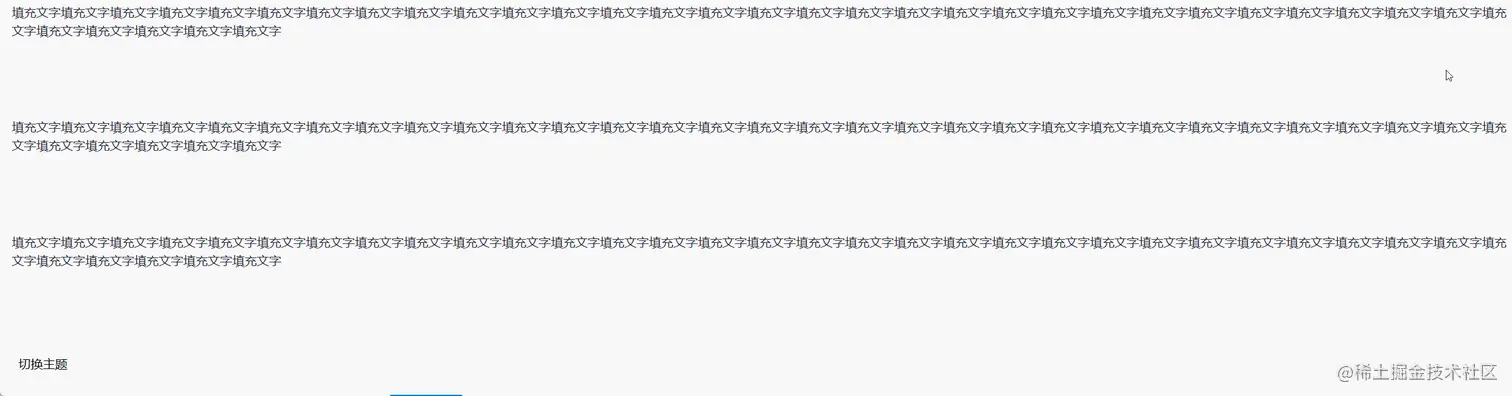 填充文字填充文字填充文字填充文字填充文字填充文字填充文字填充文字填充文字填充文字填充文字填充文字填充文字填充文字填充文字填充文字填充文字填充文字填充文字填充文字填充文字填充文字填充文字填充文字填充文字填充文字填充文字填充文字填充文字填充文字填充
文字填充文字填充文字填充文字填充文字填充文字
填充文字填充文字填充文字填充文字填充文字填充文字填充文字填充文字填充文字填充文字填充文字填充文字填充文字填充文字填充文字填充文字填充文字填充文字填充文字填充文字填充文字填充文字填充文字填充文字填充文字填充文字填充文字填充文字填充文字填充文字填充
文字填充文字填充文字填充文字填充文字填充文字
填充文字填充文字填充文字填充文字填充文字填充文字填充文字填充文字填充文字填充文字填充文字填充文字填充文字填充文字填充文字填充文字填充文字填充文字填充文字填充文字填充文字填充文字填充文字填充文字填充文字填充文字填充文字填充文字填充文字填充文字填充
文字填充文字填充文字填充文字填充文字填充文字
切换主题
@稀土掘金技术社区